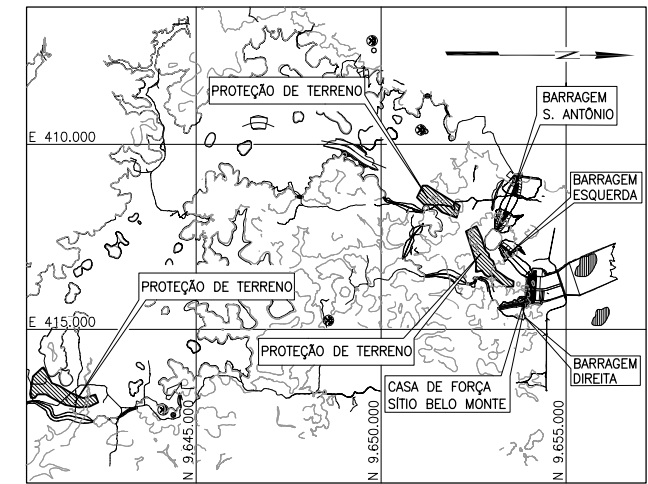 PROTEÇÃO DE TERRENO
BARRAGEM
S. ANTÔNIO
E 410.000
BARRAGEM
ESQUERDA
PROTEÇÃO DE TERRENO
E 415.000
PROTEÇÃO DE TERRENO
BARRAGEM
DIREITA
CASA DE FORÇA
SÍTIO BELO MONTE
N 9.645.000
N 9.650.000
N 9.655.000
N